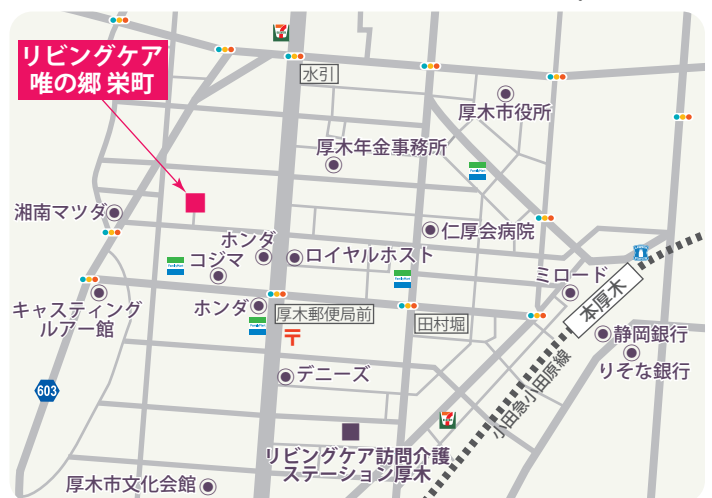 リビングケア
唯の郷 栄町
水引
厚木市役所
厚木年金事務所
FamilyMart
湘南マツダ
仁厚会病院
ホンダ
ロイヤルホスト
コジマ
FamilyMart
FamilyMart
ミロード
本厚木
キャスティング
ルアー館
ホンダ
厚木郵便局前
FamilyMart
田村堀
静岡銀行
りそな銀行
デニーズ
小田急小田原線
603
リビングケア訪問介護
ステーション厚木
厚木市文化会館